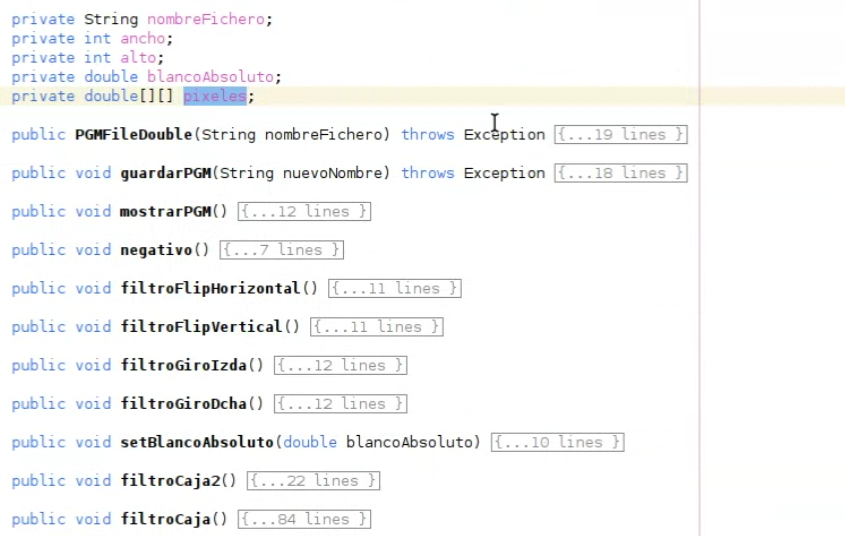 private String nombreFichero;
private int ancho;
private int alto;
private double blancoAbsoluto;
private double[][] pixeles;
public PGMFileDouble(String nombreFichero) throws Exception {...19 lines }
public void guardarPGM(String nuevoNombre) throws Exception {...18 lines }
public void mostrarPGM() {...12 lines }
public void negativo() {...7 lines }
public void filtroFlipHorizontal() {...11 lines }
public void filtroFlipVertical() {...11 lines }
public void filtroGiroIzda() {...12 lines }
public void filtroGiroDcha() {...12 lines }
public void setBlancoAbsoluto(double blancoAbsoluto) {...10 lines }
public void filtroCaja2() {...22 lines }
public void filtroCaja() {...84 lines }